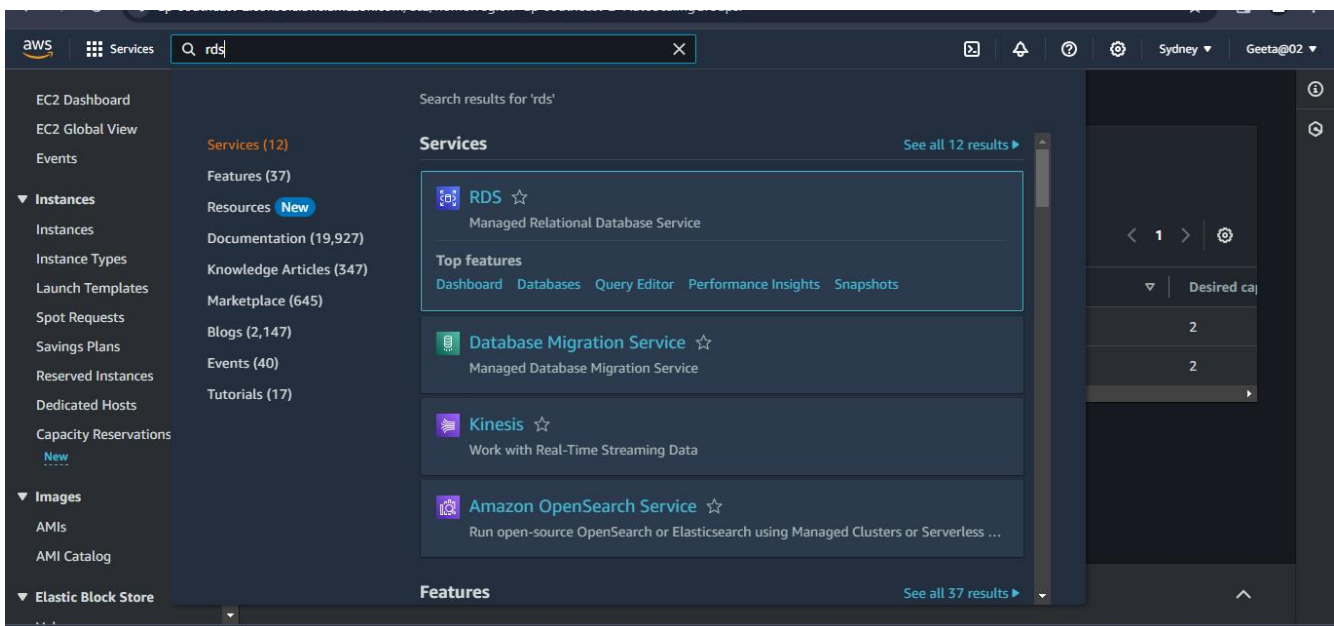 aws
Services
rds
Sydney ▼
Geeta@02 ▼
EC2 Dashboard
EC2 Global View
Events
▼ Instances
Instances
Instance Types
Launch Templates
Spot Requests
Savings Plans
Reserved Instances
Dedicated Hosts
Capacity Reservations
New
▼ Images
AMIs
AMI Catalog
▼ Elastic Block Store
Search results for 'rds'
Services (12)
Features (37)
Resources New
Documentation (19,927)
Knowledge Articles (347)
Marketplace (645)
Blogs (2,147)
Events (40)
Tutorials (17)
Services
See all 12 results ▶
RDS
Managed Relational Database Service
Top features
Dashboard Databases Query Editor Performance Insights Snapshots
Database Migration Service
Managed Database Migration Service
Kinesis
Work with Real-Time Streaming Data
Amazon OpenSearch Service
Run open-source OpenSearch or Elasticsearch using Managed Clusters or Serverless ...
Features
See all 37 results ▶
1
Desired
2
2